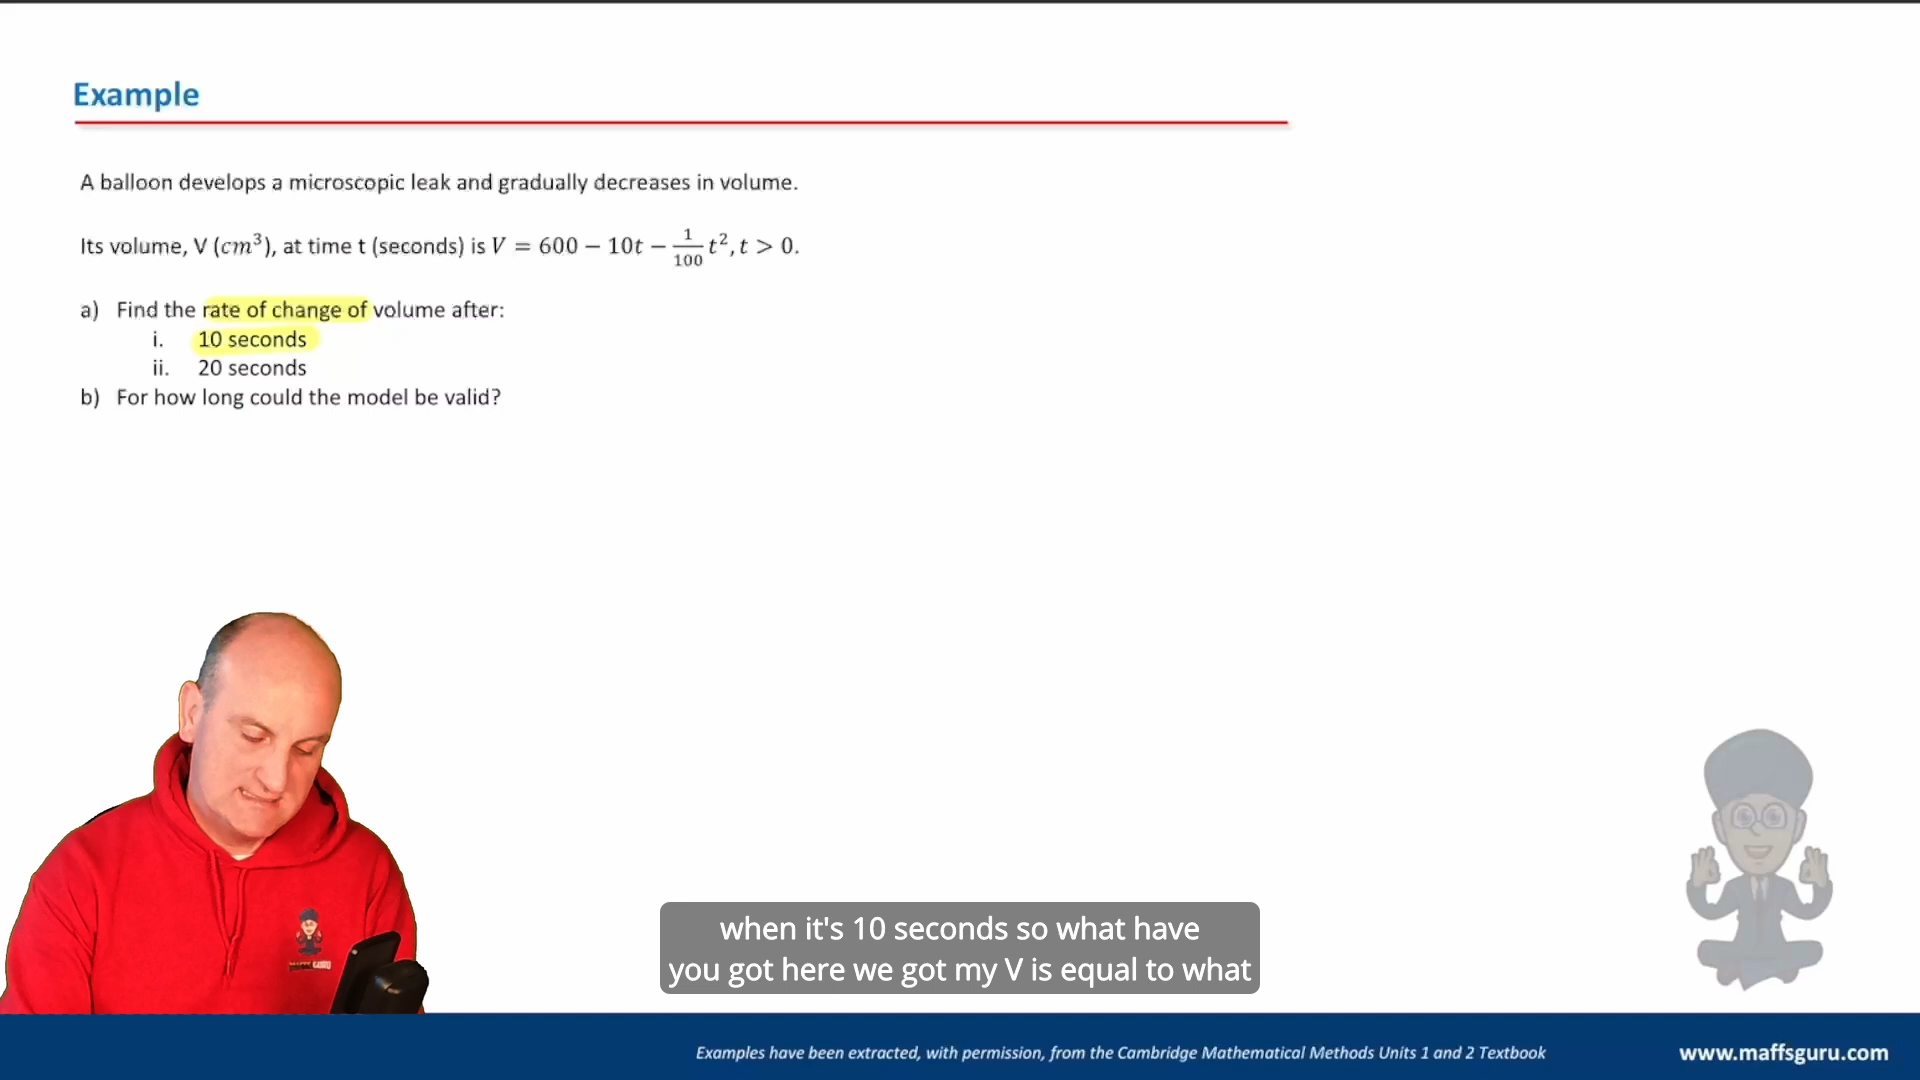 Example
A balloon develops a microscopic leak and gradually decreases in volume.
Its volume, V (cm³), at time t (seconds) is V = 600 − 10t − 1/100 t², t > 0.
a) Find the rate of change of volume after:
i. 10 seconds
ii. 20 seconds
b) For how long could the model be valid?
when it's 10 seconds so what have
you got here we got my V is equal to what
Examples have been extracted, with permission, from the Cambridge Mathematical Methods Units 1 and 2 Textbook
www.maffsguru.com